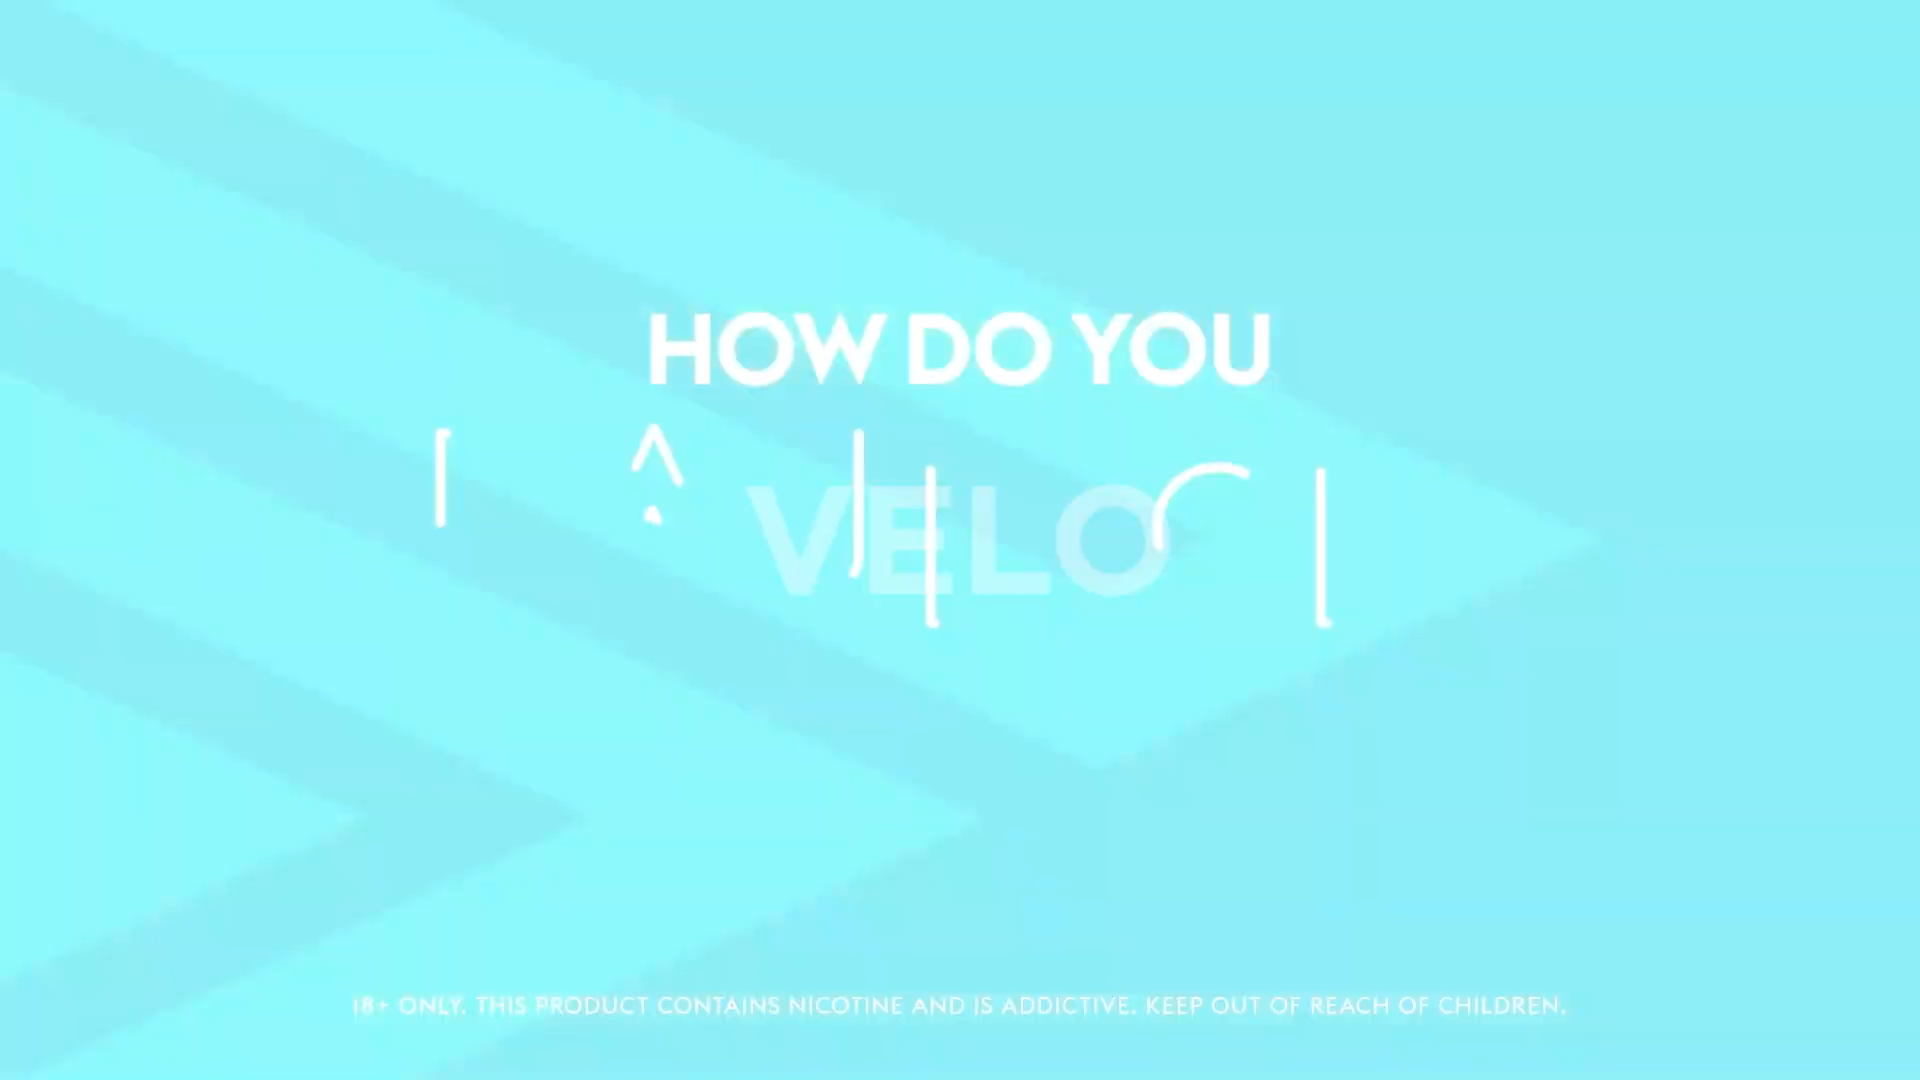 HOW DO YOU
VELO
18+ ONLY. THIS PRODUCT CONTAINS NICOTINE AND IS ADDICTIVE. KEEP OUT OF REACH OF CHILDREN.